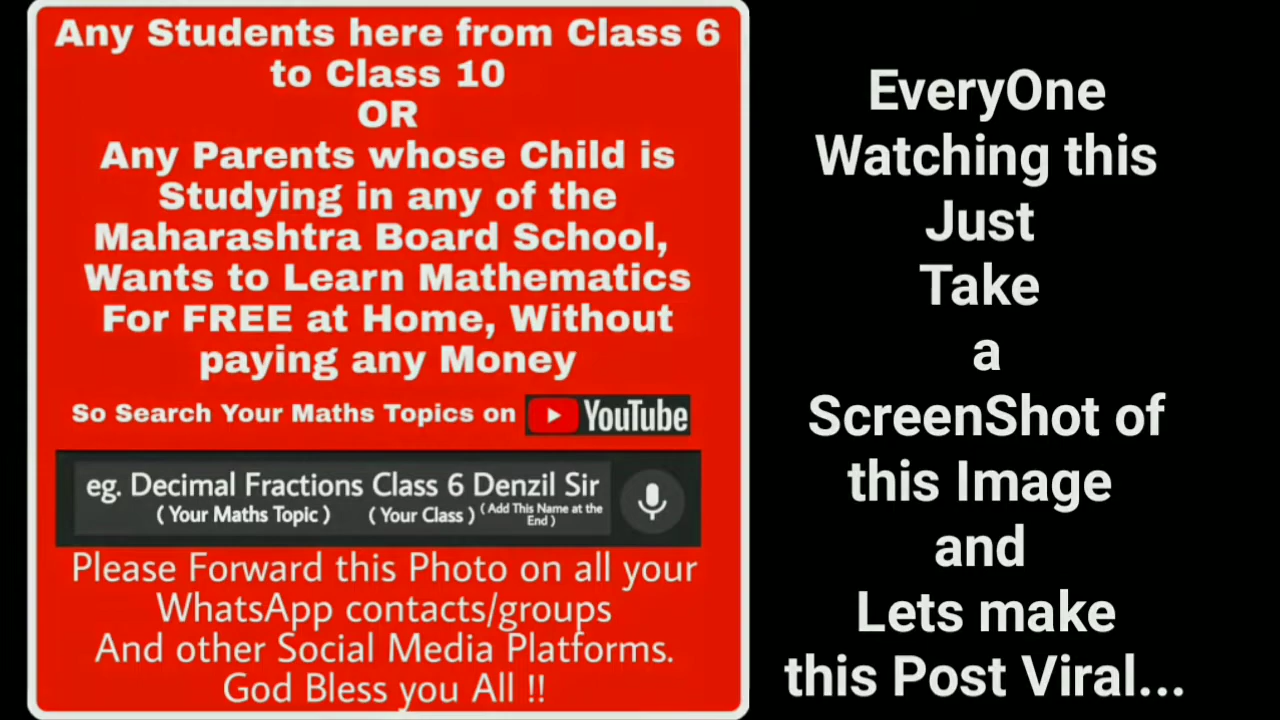 Any Students here from Class 6
to Class 10
OR
Any Parents whose Child is
Studying in any of the
Maharashtra Board School,
Wants to Learn Mathematics
For FREE at Home, Without
paying any Money
So Search Your Maths Topics on YouTube
eg. Decimal Fractions Class 6 Denzil Sir
( Your Maths Topic ) ( Your Class ) ( Add This Name at the
End )
Please Forward this Photo on all your
WhatsApp contacts/groups
And other Social Media Platforms.
God Bless you All !!
EveryOne
Watching this
Just
Take
a
ScreenShot of
this Image
and
Lets make
this Post Viral...